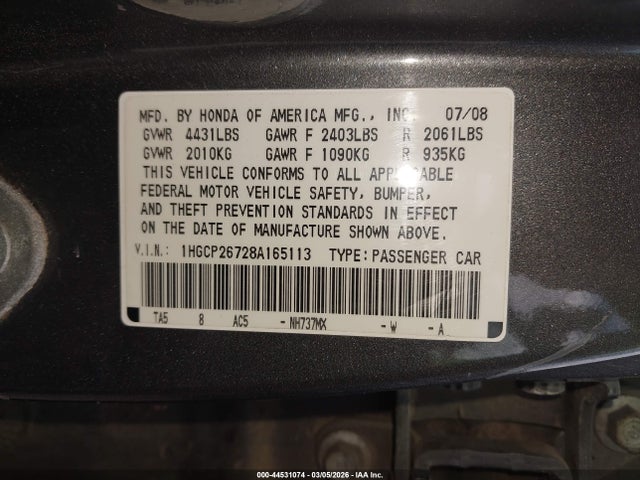 MFD. BY HONDA OF AMERICA MFG., INC. 07/08
GVWR 4431LBS GAWR F 2403LBS R 2061LBS
GVWR 2010KG GAWR F 1090KG R 935KG
THIS VEHICLE CONFORMS TO ALL APPLICABLE
FEDERAL MOTOR VEHICLE SAFETY, BUMPER,
AND THEFT PREVENTION STANDARDS IN EFFECT
ON THE DATE OF MANUFACTURE SHOWN ABOVE.
V.I.N.: 1HGCP26728A165113 TYPE: PASSENGER CAR
TA5 8 AC5 - NH737MX - W - A
000-44531074 | 03/05/2026 | IAA Inc.